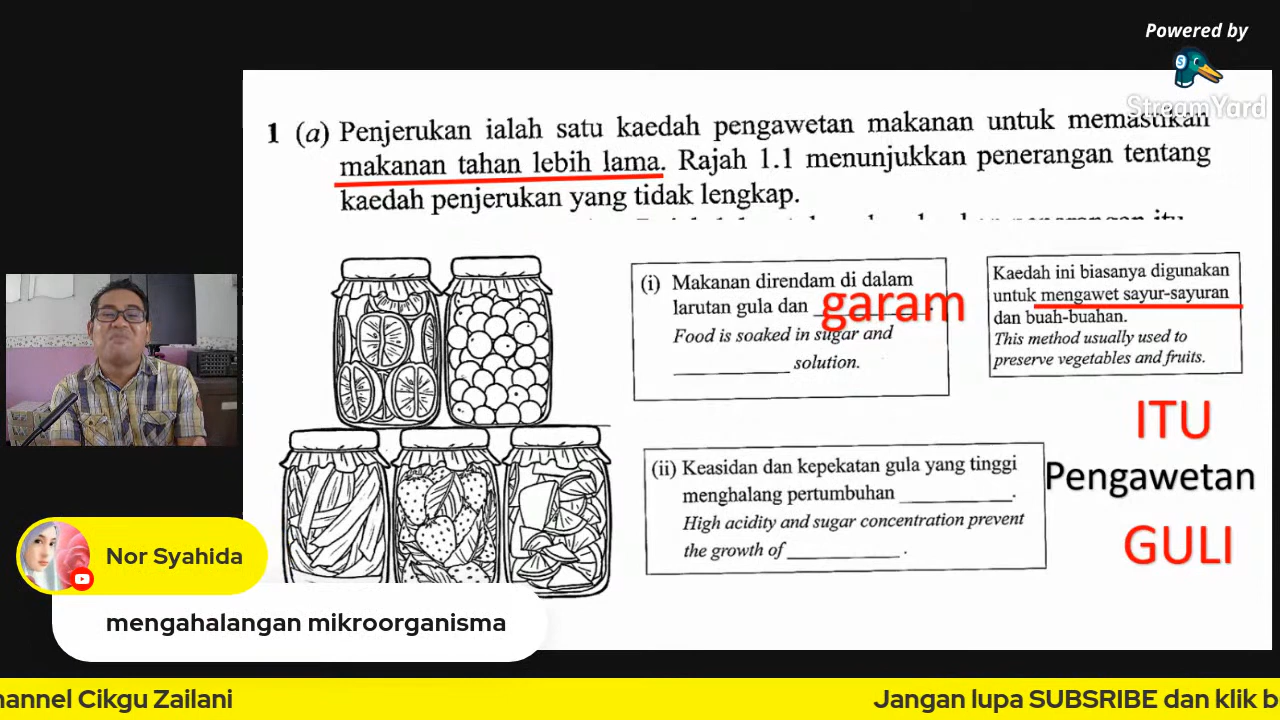 Powered by
StreamYard
1 (a) Penjerukan ialah satu kaedah pengawetan makanan untuk memastikan
makanan tahan lebih lama. Rajah 1.1 menunjukkan penerangan tentang
kaedah penjerukan yang tidak lengkap.
(i) Makanan direndam di dalam
larutan gula dan garam.
Food is soaked in sugar and
____________ solution.
Kaedah ini biasanya digunakan
untuk mengawet sayur-sayuran
dan buah-buahan.
This method usually used to
preserve vegetables and fruits.
(ii) Keasidan dan kepekatan gula yang tinggi
menghalang pertumbuhan ____________.
High acidity and sugar concentration prevent
the growth of ____________.
ITU
Pengawetan
GULI
Nor Syahida
mengahalangan mikroorganisma
hannel Cikgu Zailani
Jangan lupa SUBSRIBE dan klik b